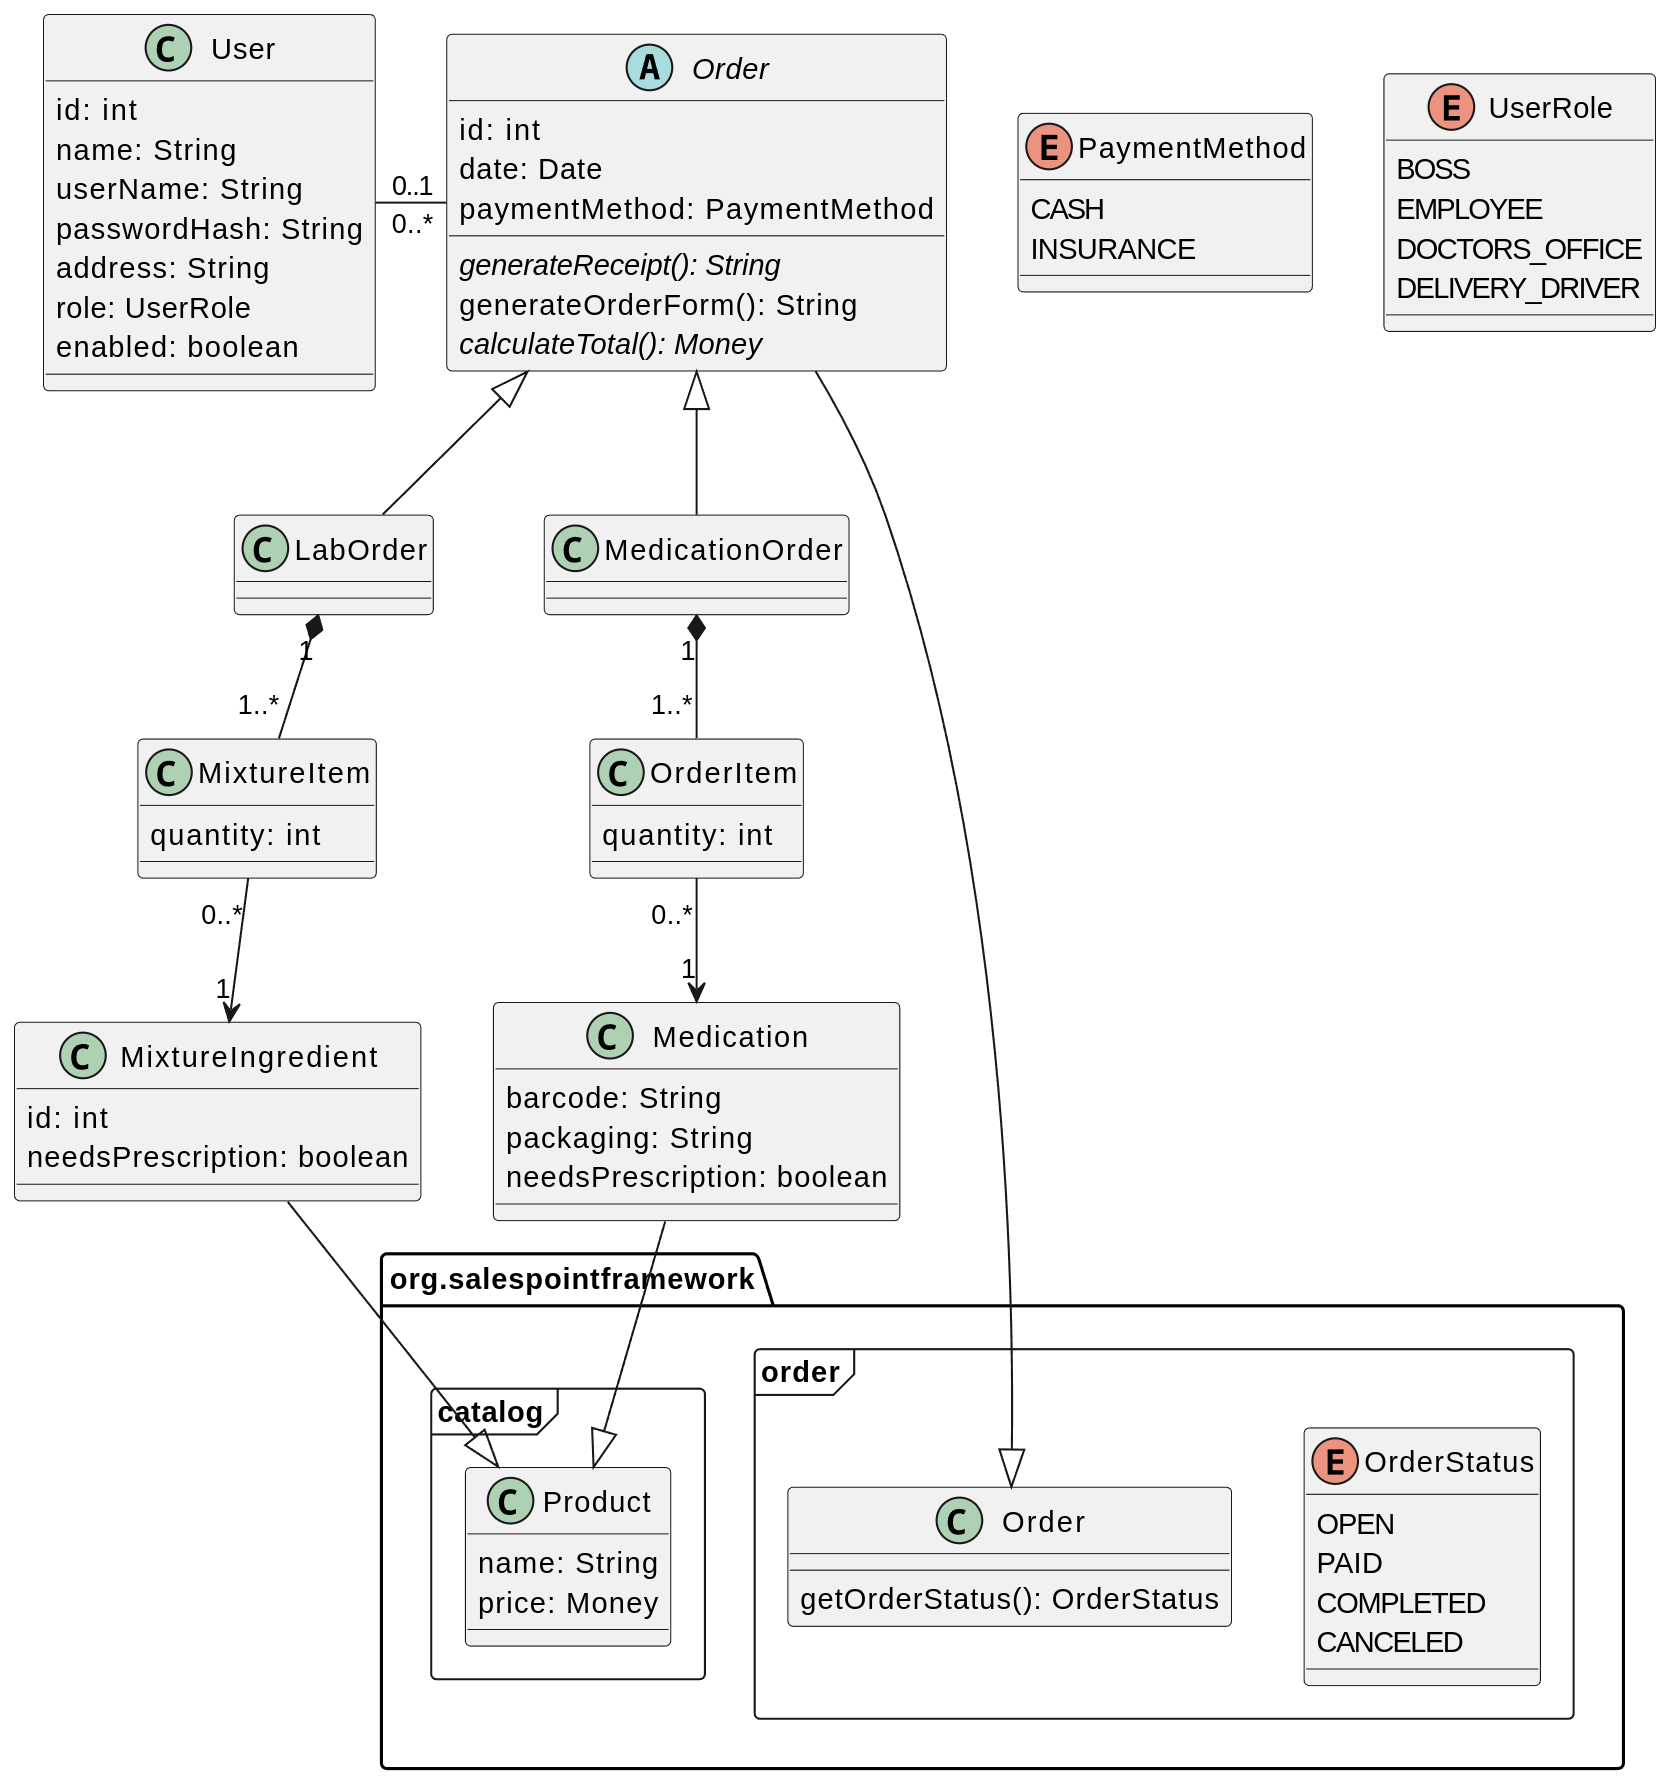 C User
id: int
name: String
userName: String
passwordHash: String
address: String
role: UserRole
enabled: boolean
0..1
0..*
A Order
id: int
date: Date
paymentMethod: PaymentMethod
generateReceipt(): String
generateOrderForm(): String
calculateTotal(): Money
E PaymentMethod
CASH
INSURANCE
E UserRole
BOSS
EMPLOYEE
DOCTORS_OFFICE
DELIVERY_DRIVER
C LabOrder
1
1..*
C MedicationOrder
1
1..*
C MixtureItem
quantity: int
0..*
1
C OrderItem
quantity: int
0..*
1
C MixtureIngredient
id: int
needsPrescription: boolean
C Medication
barcode: String
packaging: String
needsPrescription: boolean
org.salespointframework
catalog
C Product
name: String
price: Money
order
C Order
getOrderStatus(): OrderStatus
E OrderStatus
OPEN
PAID
COMPLETED
CANCELED